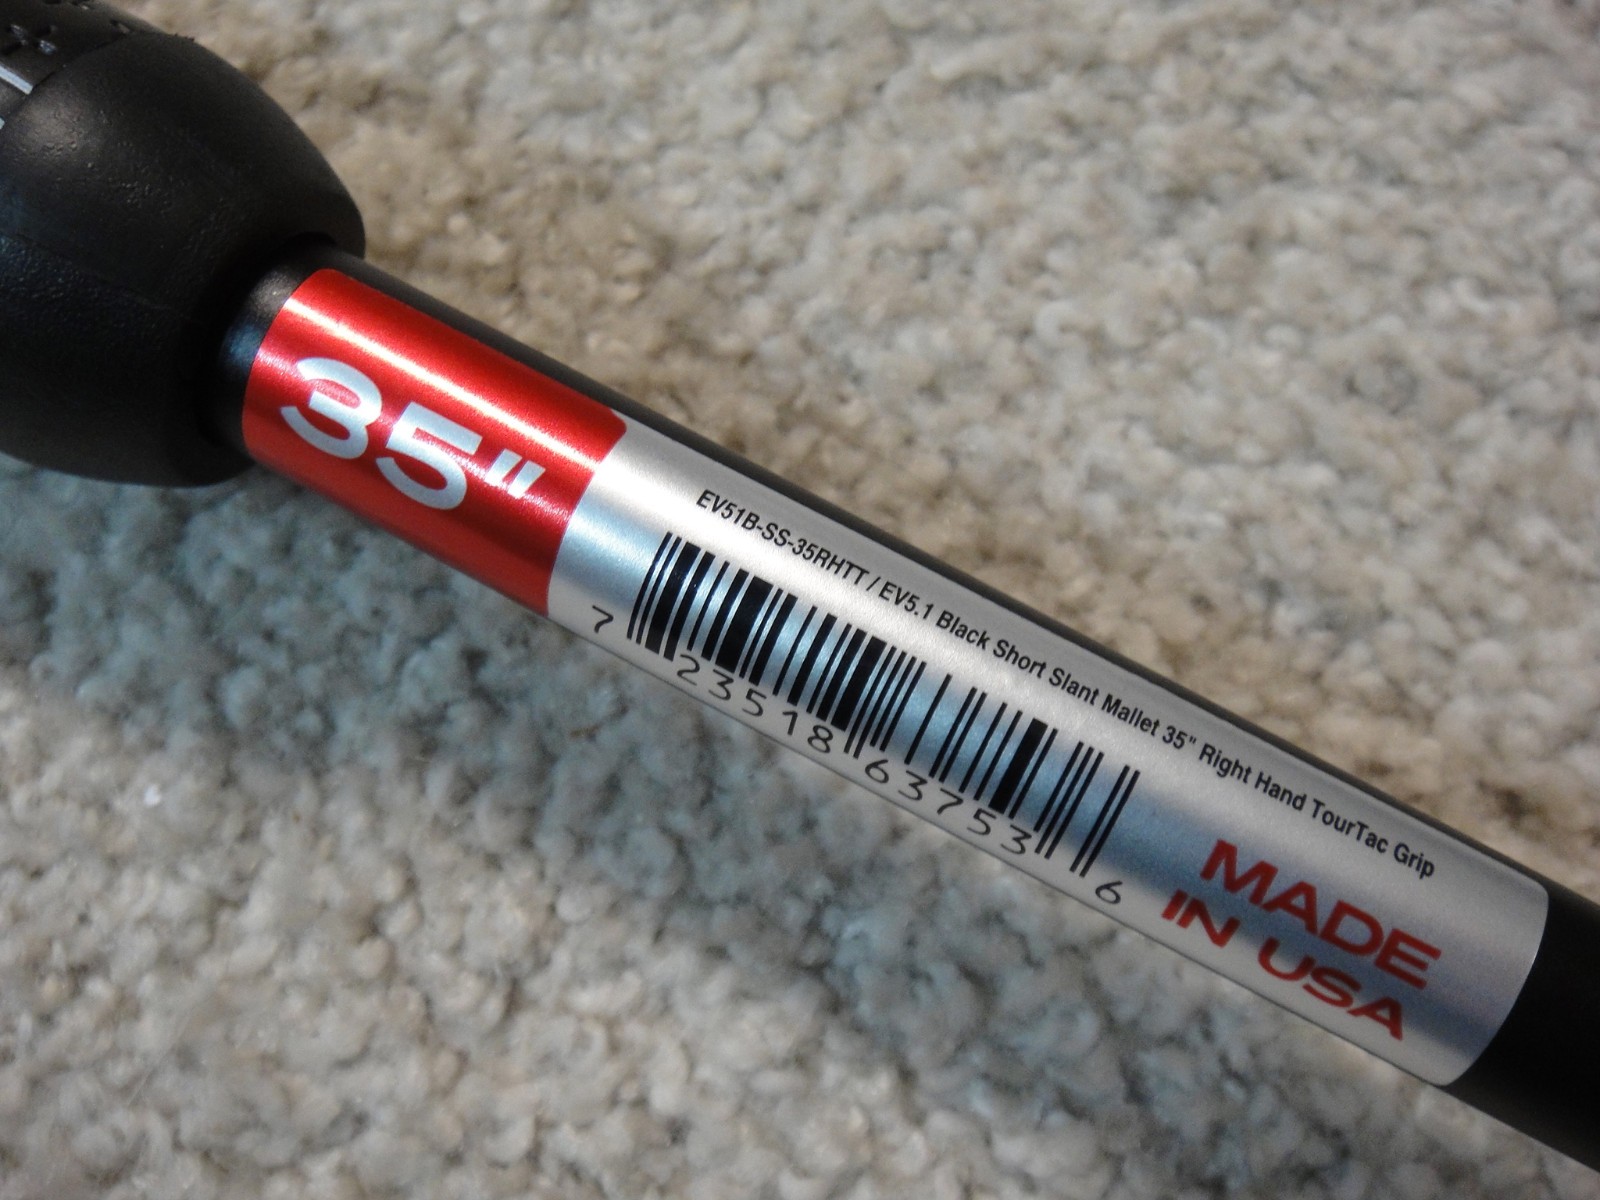 35"
EV51B-SS-35RHTT / EV5.1 Black Short Slant Mallet 35" Right Hand TourTac Grip
7 23518 63753 6
MADE
IN USA